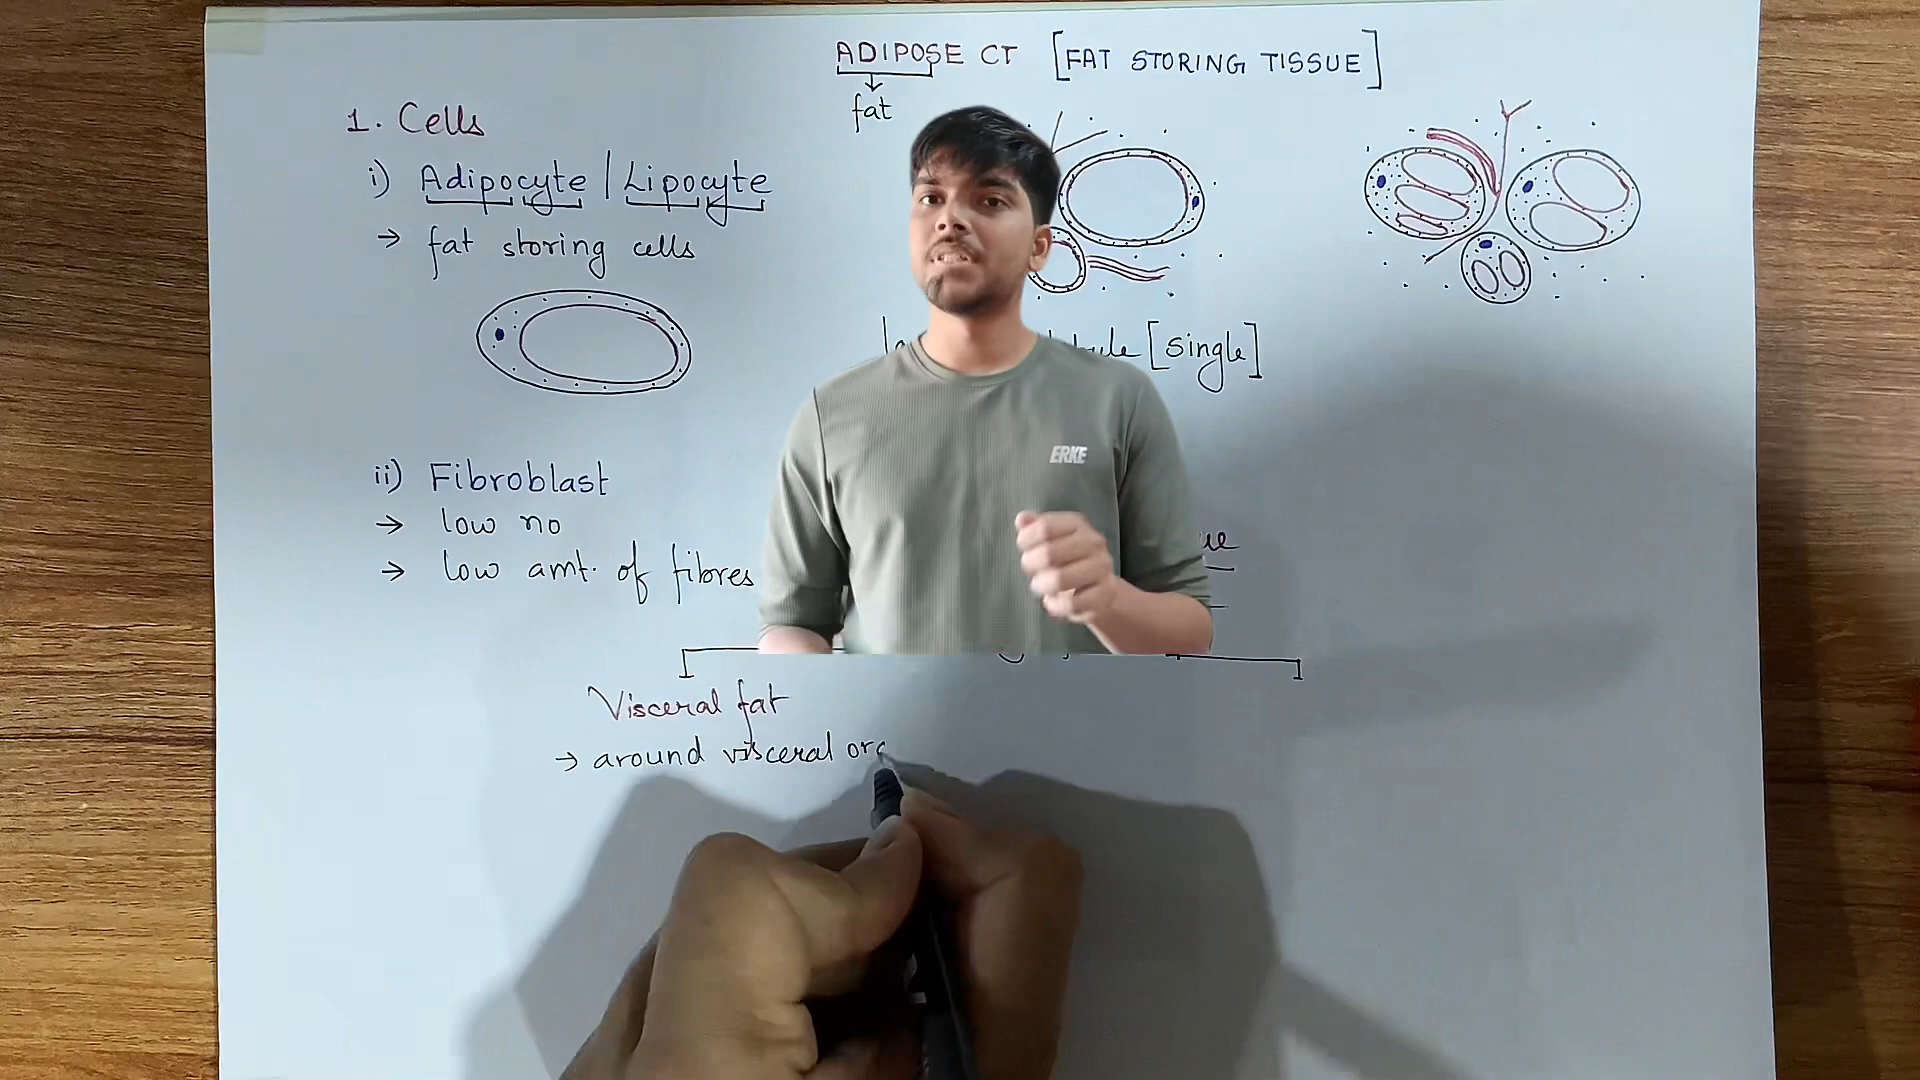 ADIPOSE CT [FAT STORING TISSUE]
fat
1. Cells
i) Adipocyte | Lipocyte
→ fat storing cells
[single]
ii) Fibroblast
→ low no
→ low amt. of fibres
ERKE
Visceral fat
→ around visceral